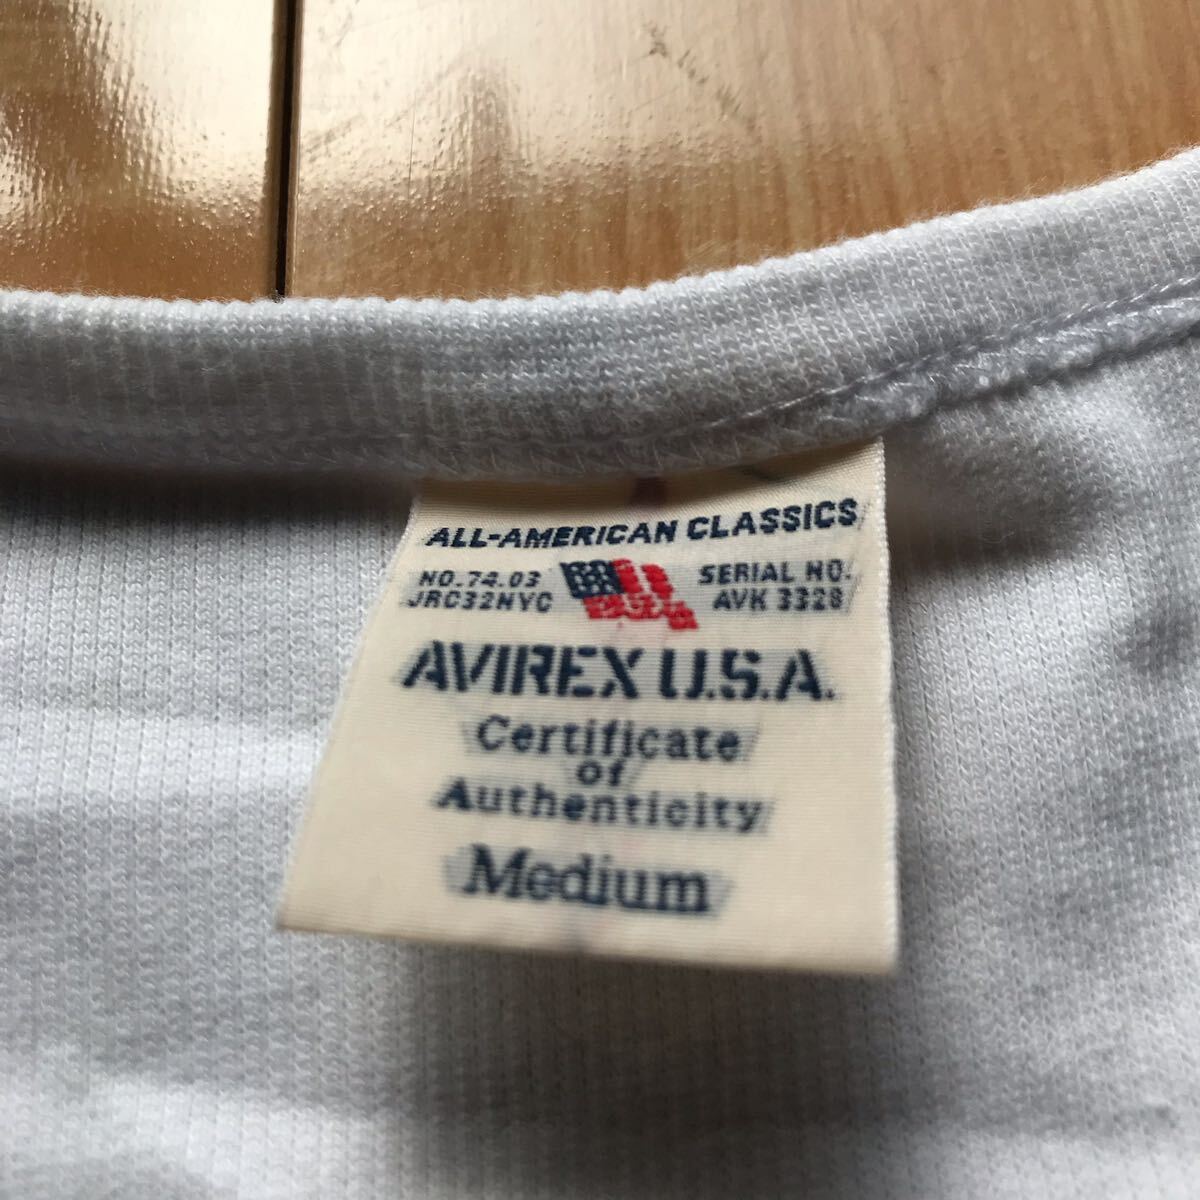 ALL-AMERICAN CLASSICS
NO.74.03
JRC32NYC
SERIAL NO.
AVK 3328
AVIREX U.S.A.
Certificate
of
Authenticity
Medium